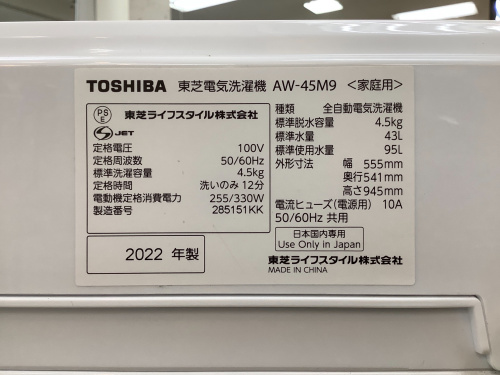 TOSHIBA 東芝電気洗濯機 AW-45M9 <家庭用>
PS
E
東芝ライフスタイル株式会社
JET
定格電圧 100V
定格周波数 50/60Hz
標準洗濯容量 4.5kg
定格時間 洗いのみ 12分
電動機定格消費電力 255/330W
製造番号 285151KK
2022 年製
種類 全自動電気洗濯機
標準脱水容量 4.5kg
標準水量 43L
標準使用水量 95L
外形寸法 幅 555mm
奥行541mm
高さ945mm
電流ヒューズ(電源用) 10A
50/60Hz 共用
日本国内専用
Use Only in Japan
東芝ライフスタイル株式会社
MADE IN CHINA